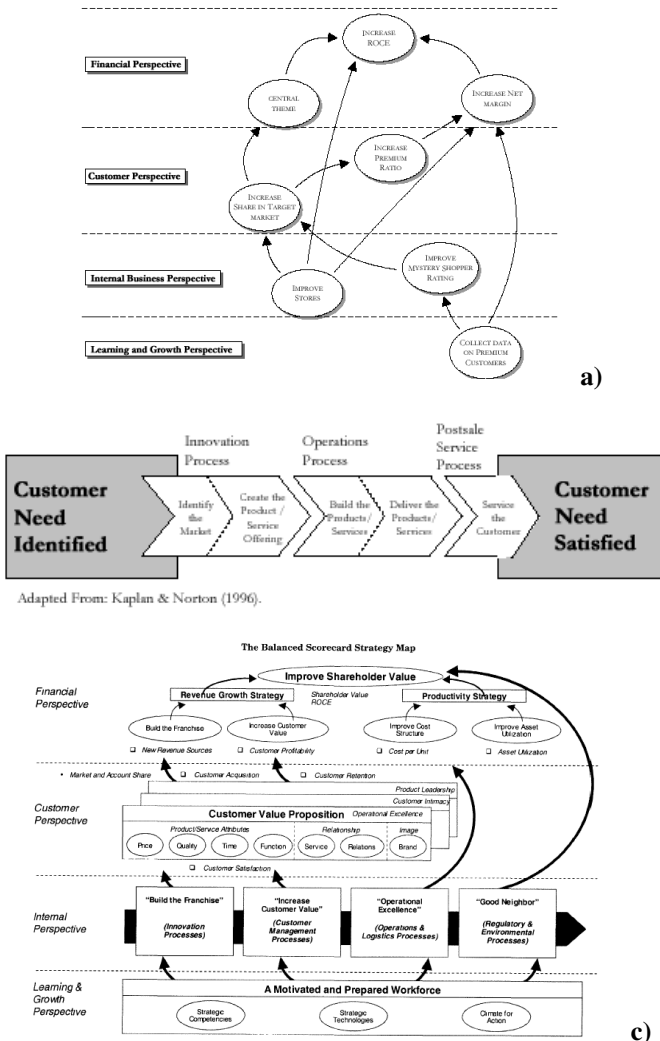 INCREASE
ROCE
Financial Perspective
CENTRAL
THEME
INCREASE NET
MARGIN
INCREASE
PREMIUM
RATIO
Customer Perspective
INCREASE
SHARE IN TARGET
MARKET
IMPROVE
MYSTERY SHOPPER
RATING
Internal Business Perspective
IMPROVE
STORES
Learning and Growth Perspective
COLLECT DATA
ON PREMIUM
CUSTOMERS
a)
Innovation
Process
Operations
Process
Postsale
Service
Process
Customer
Need
Identified
Identify
the
Market
Create the
Product /
Service
Offering
Build the
Products/
Services
Deliver the
Products/
Services
Service
the
Customer
Customer
Need
Satisfied
Adapted From: Kaplan & Norton (1996).
The Balanced Scorecard Strategy Map
Improve Shareholder Value
Financial
Perspective
Revenue Growth Strategy
Shareholder Value
ROCE
Productivity Strategy
Build the Franchise
Increase Customer
Value
Improve Cost
Structure
Improve Asset
Utilization
New Revenue Sources
Customer Profitability
Cost per Unit
Asset Utilization
• Market and Account Share
Customer Acquisition
Customer Retention
Product Leadership
Customer Intimacy
Customer
Perspective
Customer Value Proposition
Operational Excellence
Product/Service Attributes
Relationship
Image
Price
Quality
Time
Function
Service
Relations
Brand
Customer Satisfaction
Internal
Perspective
"Build the Franchise"
(Innovation
Processes)
"Increase
Customer Value"
(Customer
Management
Processes)
"Operational
Excellence"
(Operations &
Logistics Processes)
"Good Neighbor"
(Regulatory &
Environmental
Processes)
Learning &
Growth
Perspective
A Motivated and Prepared Workforce
Strategic
Competencies
Strategic
Technologies
Climate for
Action
c)